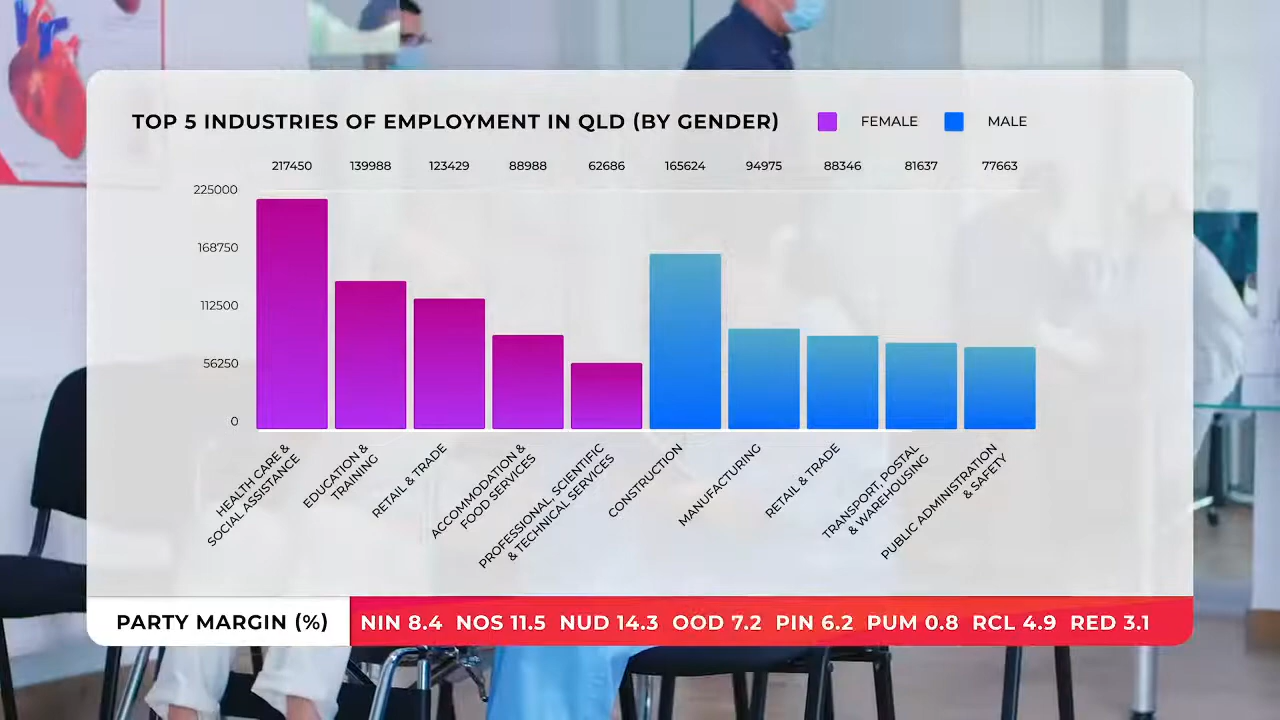 TOP 5 INDUSTRIES OF EMPLOYMENT IN QLD (BY GENDER)
FEMALE
MALE
217450 139988 123429 88988 62686 165624 94975 88346 81637 77663
225000
168750
112500
56250
0
HEALTH CARE &
SOCIAL ASSISTANCE
EDUCATION &
TRAINING
RETAIL & TRADE
ACCOMMODATION &
FOOD SERVICES
PROFESSIONAL, SCIENTIFIC
& TECHNICAL SERVICES
CONSTRUCTION
MANUFACTURING
RETAIL & TRADE
TRANSPORT, POSTAL
& WAREHOUSING
PUBLIC ADMINISTRATION
& SAFETY
PARTY MARGIN (%)
NIN 8.4 NOS 11.5 NUD 14.3 OOD 7.2 PIN 6.2 PUM 0.8 RCL 4.9 RED 3.1